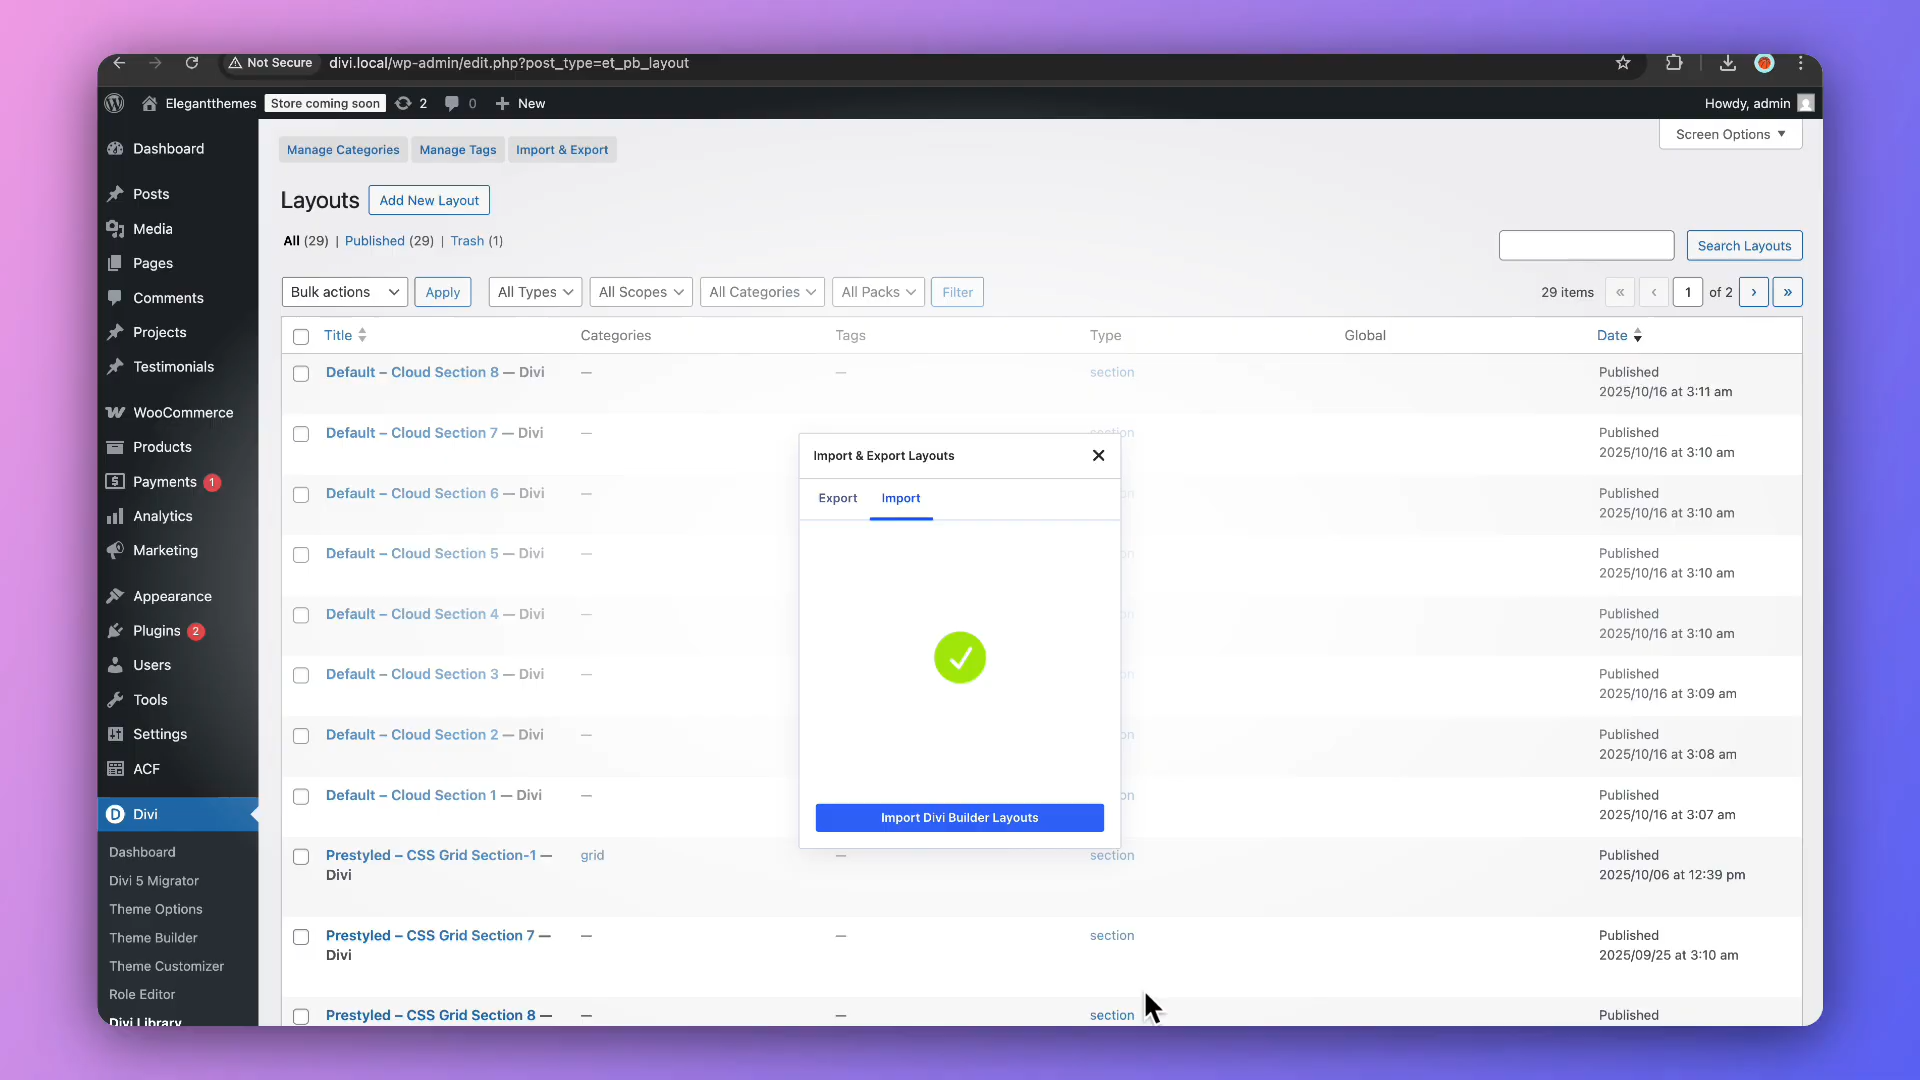 Not Secure
divi.local/wp-admin/edit.php?post_type=et_pb_layout
Elegantthemes
Store coming soon
2
0
New
Howdy, admin
Screen Options
Dashboard
Posts
Media
Pages
Comments
Projects
Testimonials
WooCommerce
Products
Payments 1
Analytics
Marketing
Appearance
Plugins 2
Users
Tools
Settings
ACF
Divi
Dashboard
Divi 5 Migrator
Theme Options
Theme Builder
Theme Customizer
Role Editor
Divi Library
Manage Categories
Manage Tags
Import & Export
Layouts
Add New Layout
All (29) | Published (29) | Trash (1)
Search Layouts
Bulk actions
Apply
All Types
All Scopes
All Categories
All Packs
Filter
29 items « ‹ 1 of 2 › »
Title Categories Tags Type Global Date
Default – Cloud Section 8 — Divi — — section Published
2025/10/16 at 3:11 am
Default – Cloud Section 7 — Divi — section Published
2025/10/16 at 3:10 am
Default – Cloud Section 6 — Divi — on Published
2025/10/16 at 3:10 am
Default – Cloud Section 5 — Divi — on Published
2025/10/16 at 3:10 am
Default – Cloud Section 4 — Divi — on Published
2025/10/16 at 3:10 am
Default – Cloud Section 3 — Divi — on Published
2025/10/16 at 3:09 am
Default – Cloud Section 2 — Divi — on Published
2025/10/16 at 3:08 am
Default – Cloud Section 1 — Divi — on Published
2025/10/16 at 3:07 am
Prestyled – CSS Grid Section-1 — grid — section Published
Divi 2025/10/06 at 12:39 pm
Prestyled – CSS Grid Section 7 — — — section Published
Divi 2025/09/25 at 3:10 am
Prestyled – CSS Grid Section 8 — — — section Published
Import & Export Layouts
Export
Import
Import Divi Builder Layouts